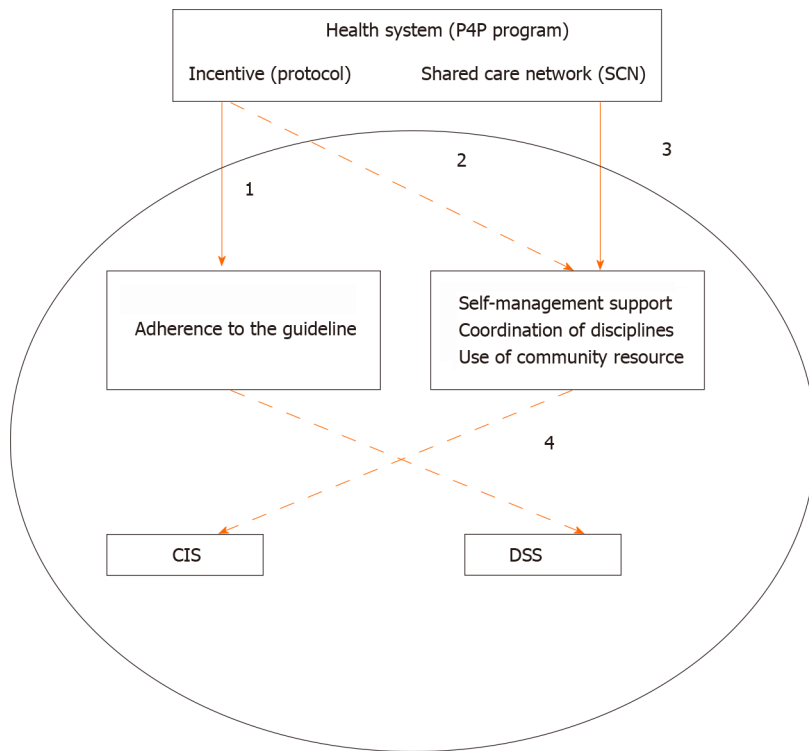 Health system (P4P program)
Incentive (protocol) Shared care network (SCN)
1
2
3
Adherence to the guideline
Self-management support
Coordination of disciplines
Use of community resource
4
CIS
DSS